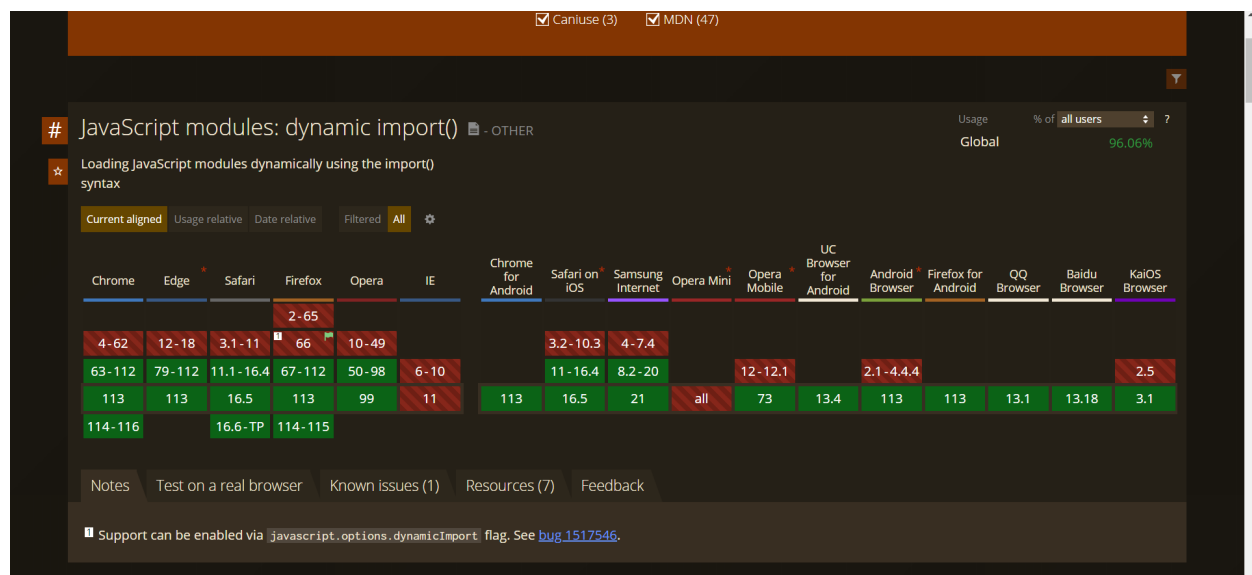 Caniuse (3) MDN (47)
# JavaScript modules: dynamic import() - OTHER
Usage % of all users ?
Global 96.06%
Loading JavaScript modules dynamically using the import()
syntax
Current aligned Usage relative Date relative Filtered All
Chrome Edge * Safari Firefox Opera IE Chrome for Android Safari on iOS * Samsung Internet Opera Mini * Opera Mobile * UC Browser for Android Android Browser * Firefox for Android QQ Browser Baidu Browser KaiOS Browser
2-65
4-62 12-18 3.1-11 1 66 10-49 3.2-10.3 4-7.4
63-112 79-112 11.1-16.4 67-112 50-98 6-10 11-16.4 8.2-20 12-12.1 2.1-4.4.4 2.5
113 113 16.5 113 99 11 113 16.5 21 all 73 13.4 113 113 13.1 13.18 3.1
114-116 16.6-TP 114-115
Notes Test on a real browser Known issues (1) Resources (7) Feedback
1 Support can be enabled via javascript.options.dynamicImport flag. See bug 1517546.